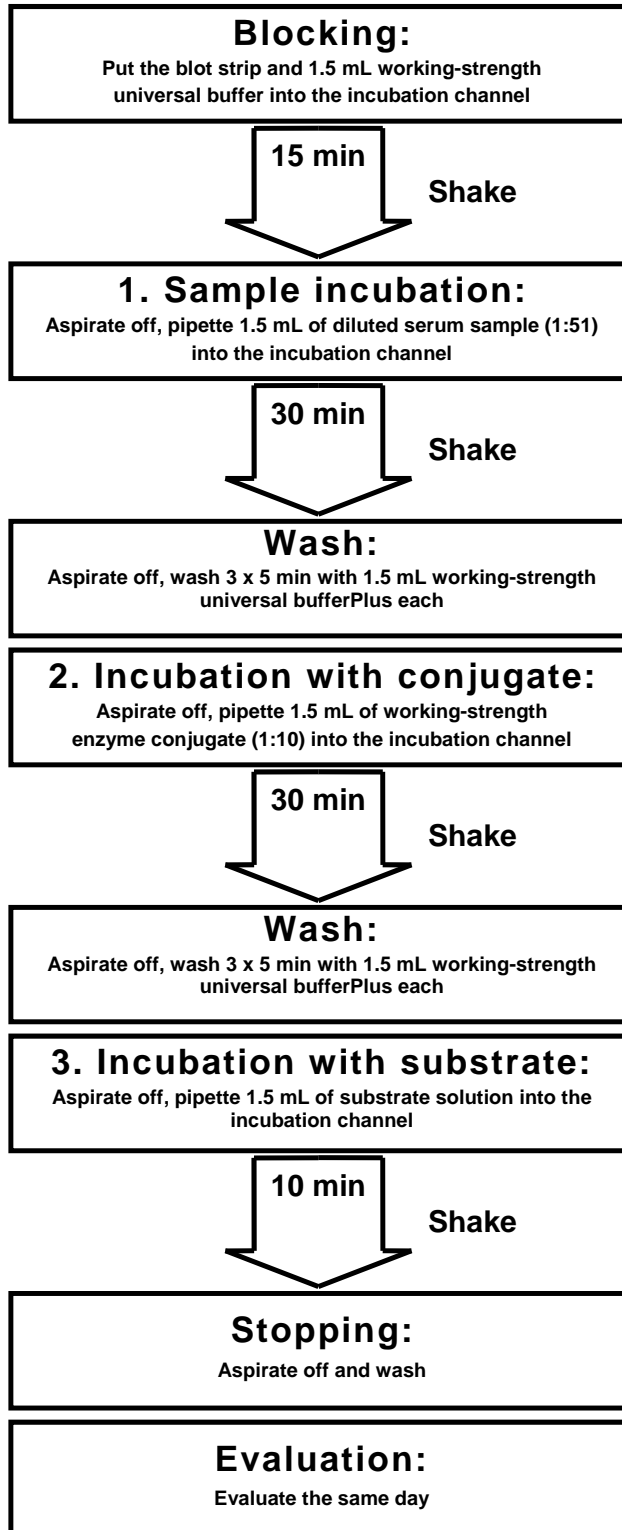 Blocking:
Put the blot strip and 1.5 mL working-strength
universal buffer into the incubation channel
15 min
Shake
1. Sample incubation:
Aspirate off, pipette 1.5 mL of diluted serum sample (1:51)
into the incubation channel
30 min
Shake
Wash:
Aspirate off, wash 3 x 5 min with 1.5 mL working-strength
universal bufferPlus each
2. Incubation with conjugate:
Aspirate off, pipette 1.5 mL of working-strength
enzyme conjugate (1:10) into the incubation channel
30 min
Shake
Wash:
Aspirate off, wash 3 x 5 min with 1.5 mL working-strength
universal bufferPlus each
3. Incubation with substrate:
Aspirate off, pipette 1.5 mL of substrate solution into the
incubation channel
10 min
Shake
Stopping:
Aspirate off and wash
Evaluation:
Evaluate the same day